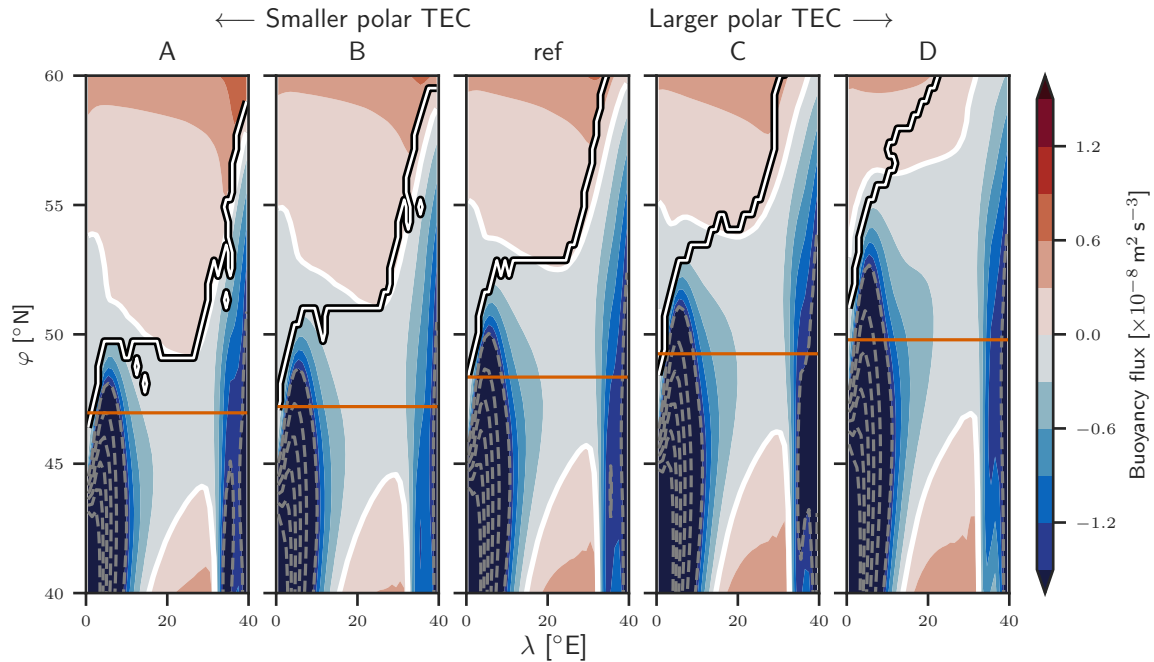 ⟵ Smaller polar TEC Larger polar TEC ⟶
A B ref C D
60
55
50
45
40
φ [°N]
0 20 40 0 20 40 0 20 40 0 20 40 0 20 40
λ [°E]
1.2
0.6
0.0
−0.6
−1.2
Buoyancy flux [×10−8 m2 s−3]